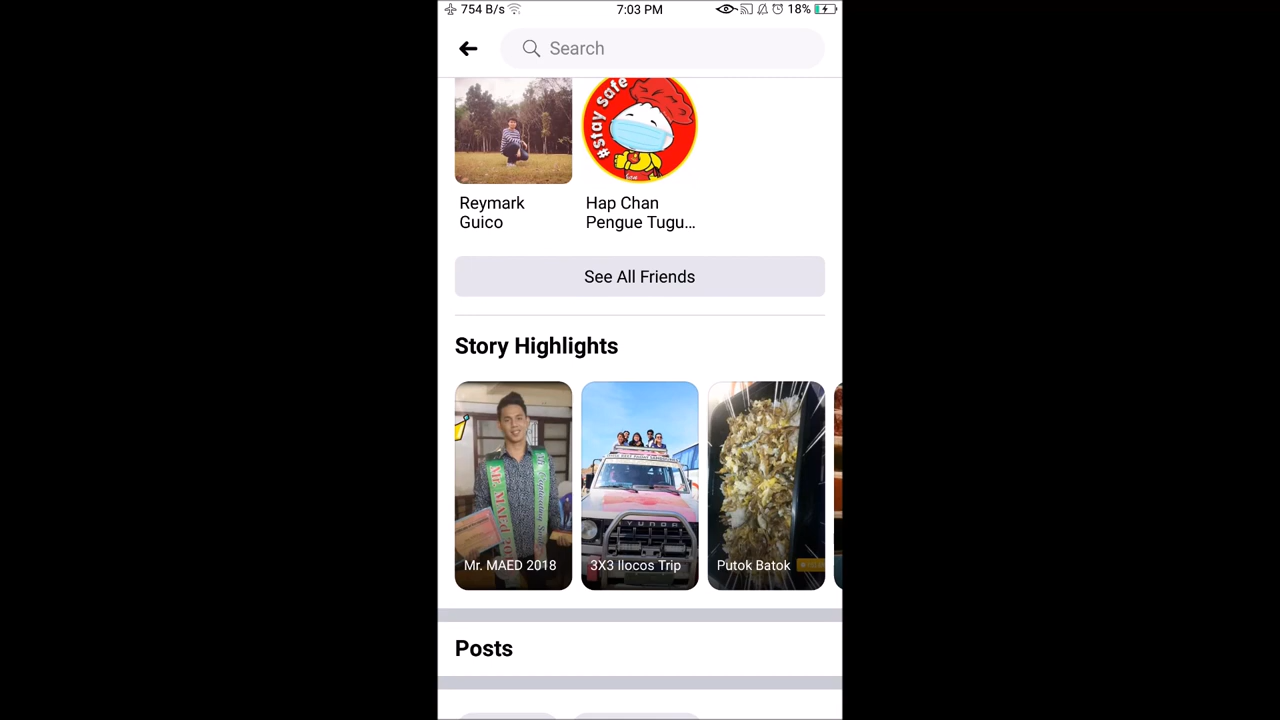 754 B/s
7:03 PM
18%
Search
#Stay Safe
Reymark
Guico
Hap Chan
Pengue Tugu...
See All Friends
Story Highlights
Mr. MAED 2018
3X3 Ilocos Trip
Putok Batok
Posts